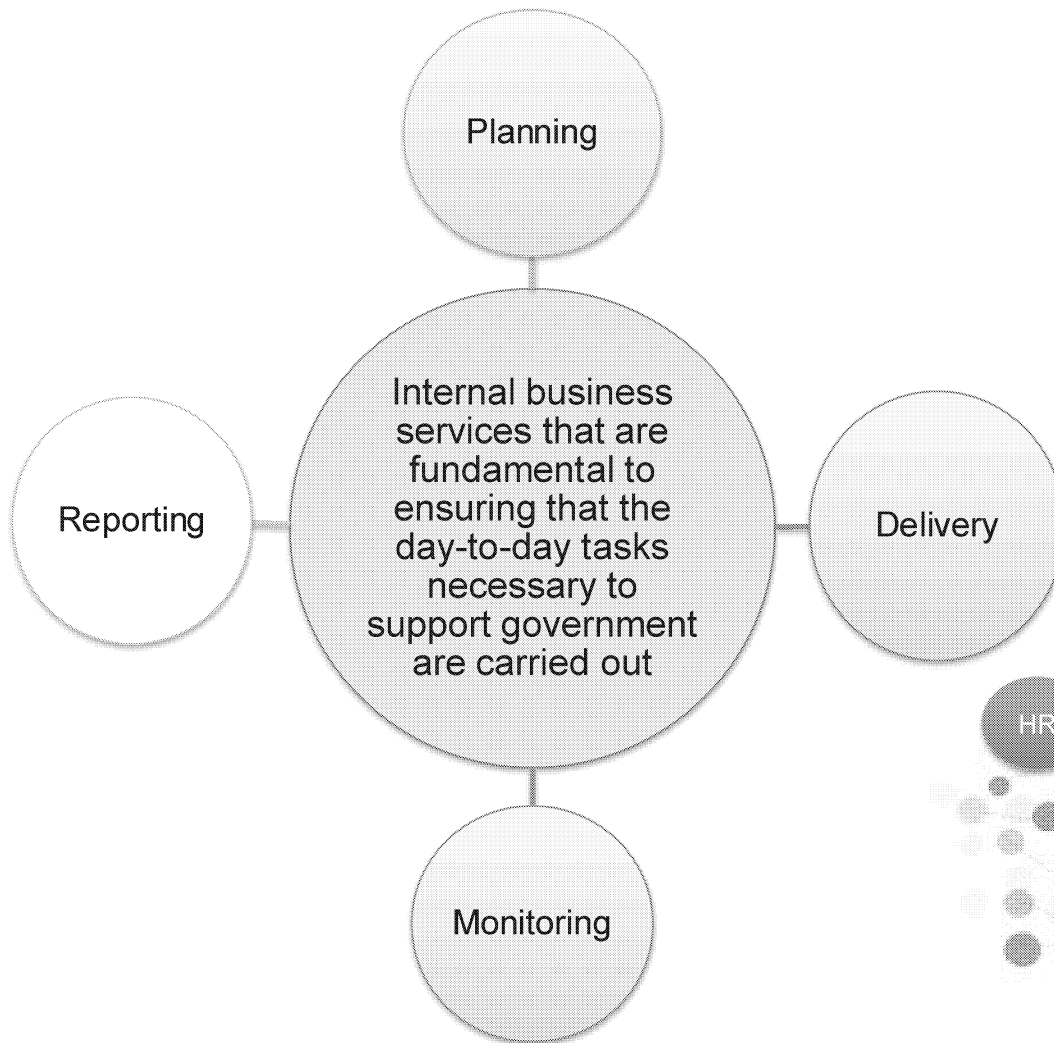 Planning
Internal business
services that are
fundamental to
ensuring that the
day-to-day tasks
necessary to
support government
are carried out
Reporting
Delivery
HR
Monitoring